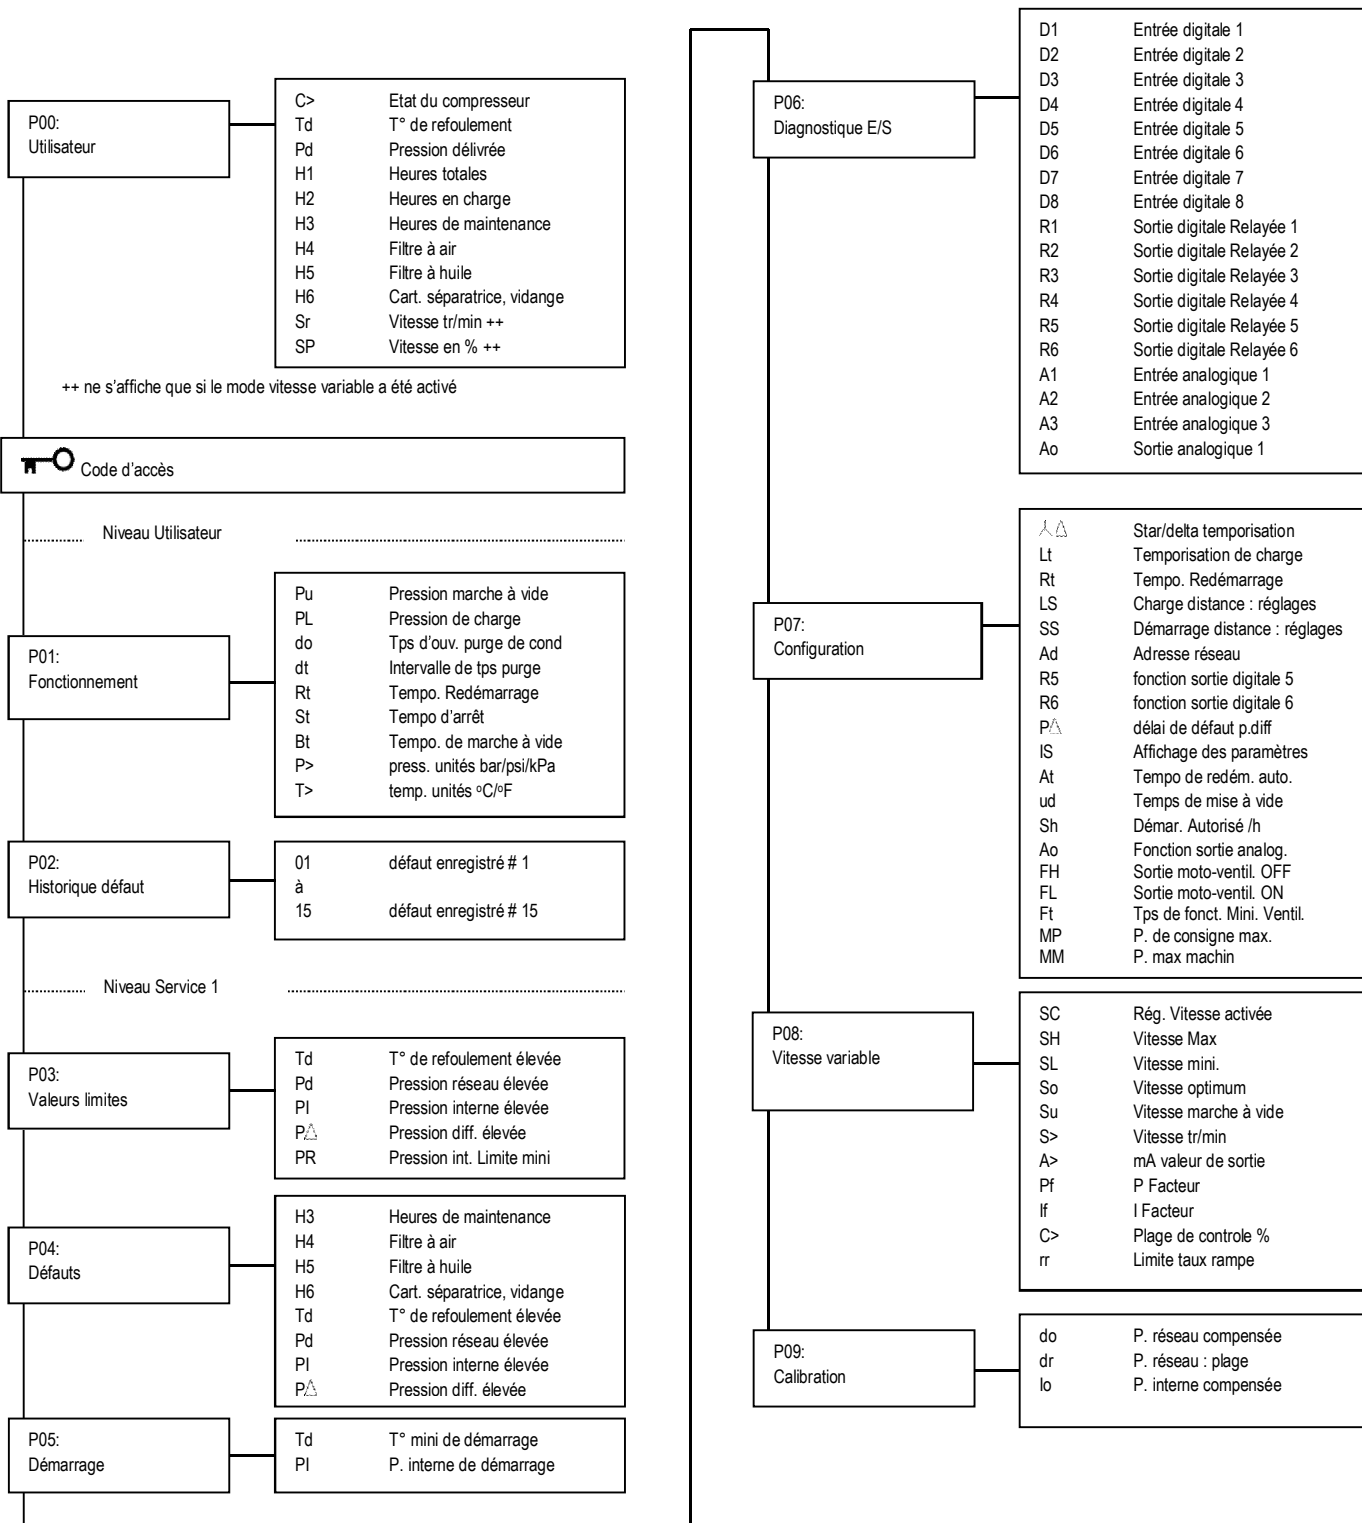 P00:
Utilisateur
C> Etat du compresseur
Td T° de refoulement
Pd Pression délivrée
H1 Heures totales
H2 Heures en charge
H3 Heures de maintenance
H4 Filtre à air
H5 Filtre à huile
H6 Cart. séparatrice, vidange
Sr Vitesse tr/min ++
SP Vitesse en % ++
++ ne s'affiche que si le mode vitesse variable a été activé
Code d'accès
Niveau Utilisateur
P01:
Fonctionnement
Pu Pression marche à vide
PL Pression de charge
do Tps d'ouv. purge de cond
dt Intervalle de tps purge
Rt Tempo. Redémarrage
St Tempo d'arrêt
Bt Tempo. de marche à vide
P> press. unités bar/psi/kPa
T> temp. unités ºC/ºF
P02:
Historique défaut
01 défaut enregistré # 1
à
15 défaut enregistré # 15
Niveau Service 1
P03:
Valeurs limites
Td T° de refoulement élevée
Pd Pression réseau élevée
PI Pression interne élevée
P△ Pression diff. élevée
PR Pression int. Limite mini
P04:
Défauts
H3 Heures de maintenance
H4 Filtre à air
H5 Filtre à huile
H6 Cart. séparatrice, vidange
Td T° de refoulement élevée
Pd Pression réseau élevée
PI Pression interne élevée
P△ Pression diff. élevée
P05:
Démarrage
Td T° mini de démarrage
PI P. interne de démarrage
P06:
Diagnostique E/S
D1 Entrée digitale 1
D2 Entrée digitale 2
D3 Entrée digitale 3
D4 Entrée digitale 4
D5 Entrée digitale 5
D6 Entrée digitale 6
D7 Entrée digitale 7
D8 Entrée digitale 8
R1 Sortie digitale Relayée 1
R2 Sortie digitale Relayée 2
R3 Sortie digitale Relayée 3
R4 Sortie digitale Relayée 4
R5 Sortie digitale Relayée 5
R6 Sortie digitale Relayée 6
A1 Entrée analogique 1
A2 Entrée analogique 2
A3 Entrée analogique 3
Ao Sortie analogique 1
P07:
Configuration
⅄△ Star/delta temporisation
Lt Temporisation de charge
Rt Tempo. Redémarrage
LS Charge distance : réglages
SS Démarrage distance : réglages
Ad Adresse réseau
R5 fonction sortie digitale 5
R6 fonction sortie digitale 6
P△ délai de défaut p.diff
IS Affichage des paramètres
At Tempo de redém. auto.
ud Temps de mise à vide
Sh Démar. Autorisé /h
Ao Fonction sortie analog.
FH Sortie moto-ventil. OFF
FL Sortie moto-ventil. ON
Ft Tps de fonct. Mini. Ventil.
MP P. de consigne max.
MM P. max machin
P08:
Vitesse variable
SC Rég. Vitesse activée
SH Vitesse Max
SL Vitesse mini.
So Vitesse optimum
Su Vitesse marche à vide
S> Vitesse tr/min
A> mA valeur de sortie
Pf P Facteur
If I Facteur
C> Plage de controle %
rr Limite taux rampe
P09:
Calibration
do P. réseau compensée
dr P. réseau : plage
Io P. interne compensée